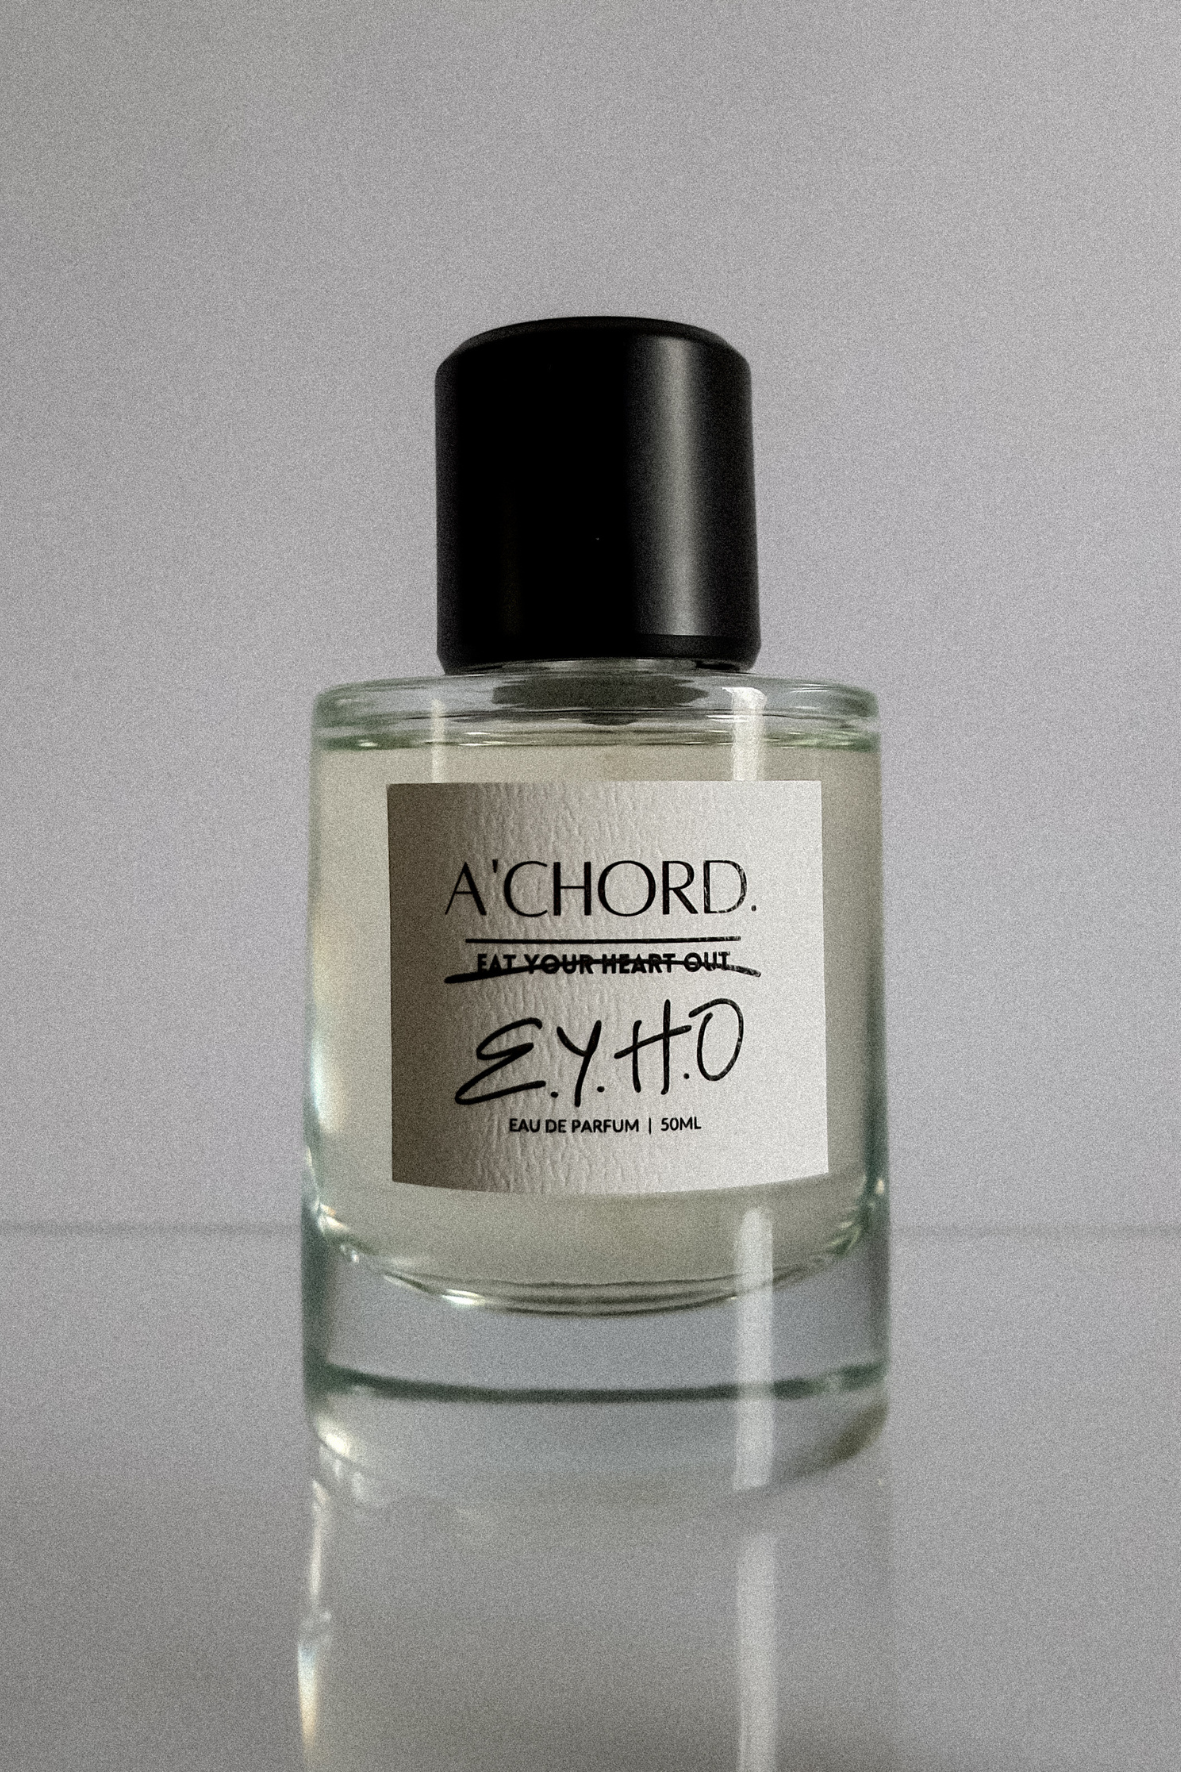 A'CHORD.
EAT YOUR HEART OUT
E.Y.H.O
EAU DE PARFUM | 50ML